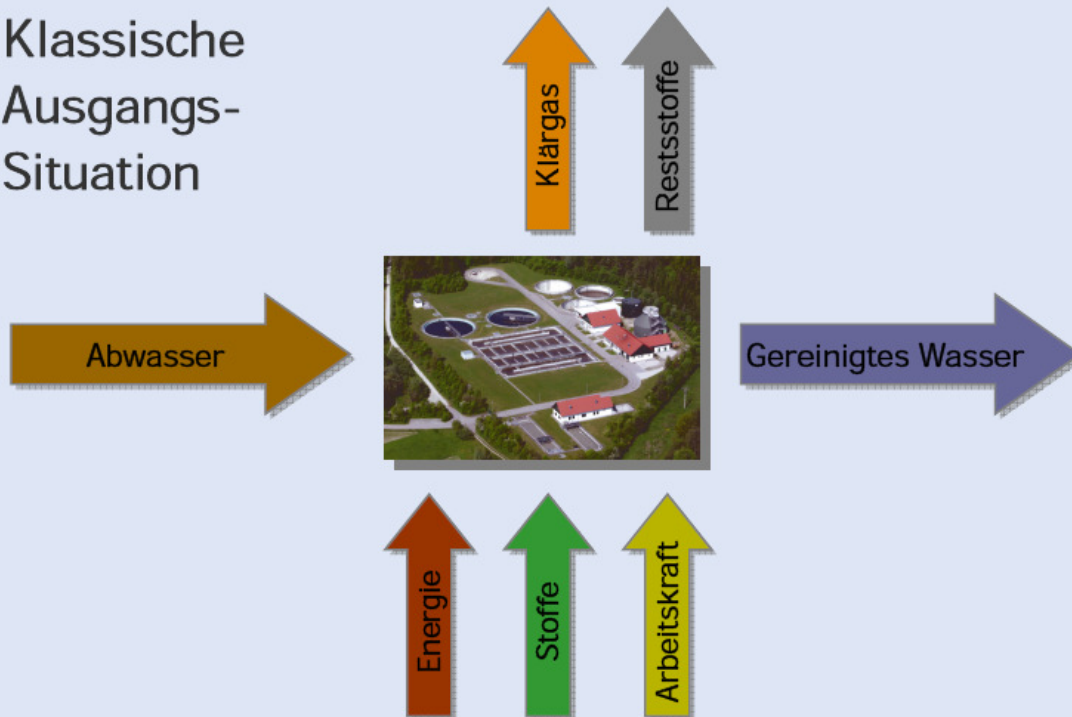 Klassische
Ausgangs-
Situation
Klärgas
Reststoffe
Abwasser
Gereinigtes Wasser
Energie
Stoffe
Arbeitskraft